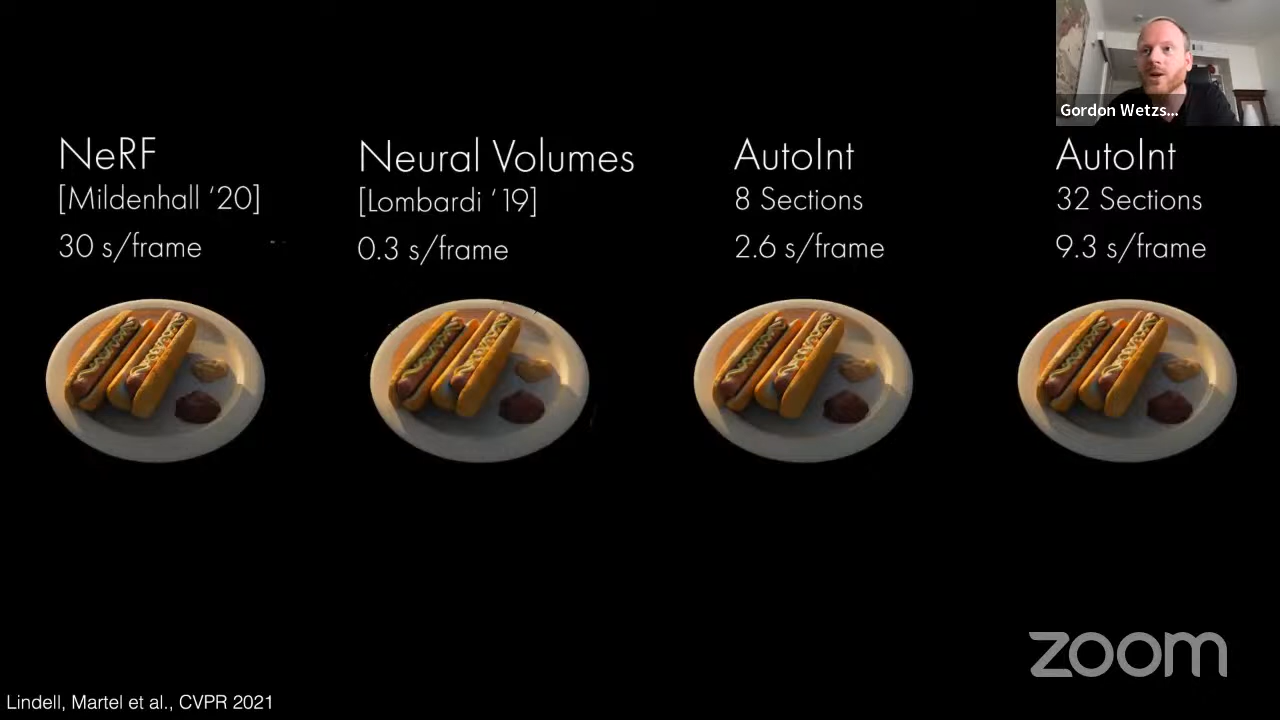 Gordon Wetzs...
NeRF
[Mildenhall ‘20]
30 s/frame
Neural Volumes
[Lombardi ‘19]
0.3 s/frame
AutoInt
8 Sections
2.6 s/frame
AutoInt
32 Sections
9.3 s/frame
zoom
Lindell, Martel et al., CVPR 2021